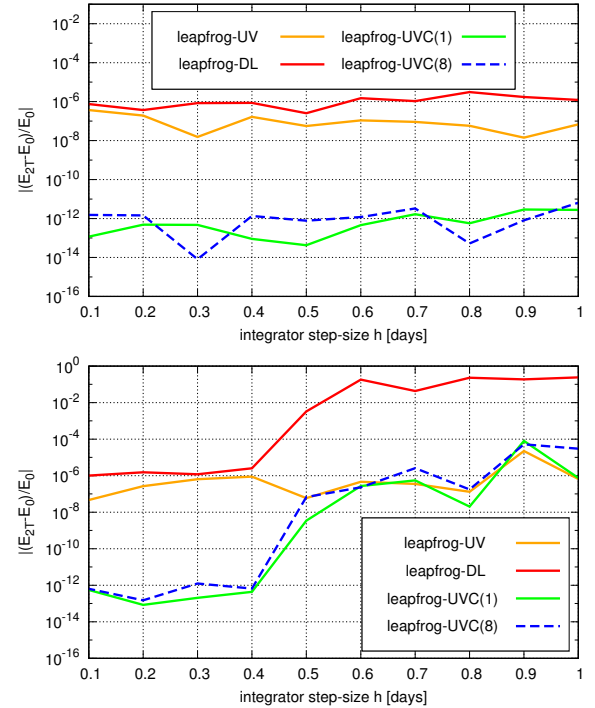 10^-2
10^-4
10^-6
10^-8
10^-10
10^-12
10^-14
10^-16
|(E_2T-E_0)/E_0|
leapfrog-UV
leapfrog-DL
leapfrog-UVC(1)
leapfrog-UVC(8)
0.1 0.2 0.3 0.4 0.5 0.6 0.7 0.8 0.9 1
integrator step-size h [days]
10^0
10^-2
10^-4
10^-6
10^-8
10^-10
10^-12
10^-14
10^-16
|(E_2T-E_0)/E_0|
leapfrog-UV
leapfrog-DL
leapfrog-UVC(1)
leapfrog-UVC(8)
0.1 0.2 0.3 0.4 0.5 0.6 0.7 0.8 0.9 1
integrator step-size h [days]